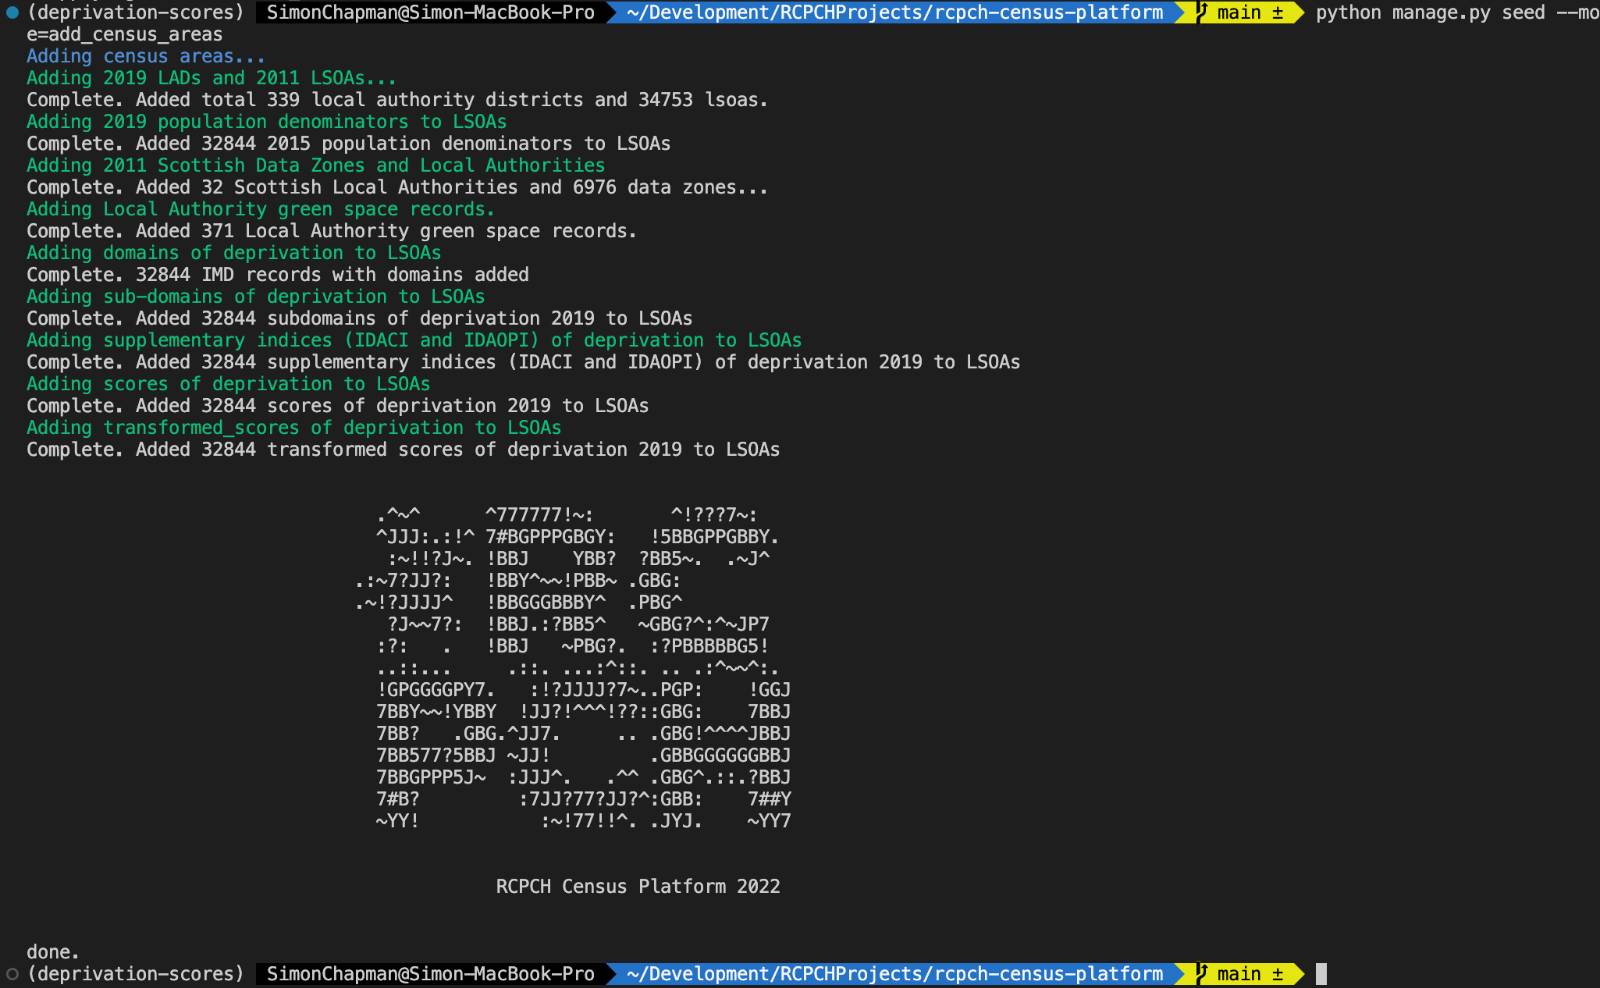 (deprivation-scores) SimonChapman@Simon-MacBook-Pro ~/Development/RCPCHProjects/rcpch-census-platform main ± python manage.py seed --mo
e=add_census_areas
Adding census areas...
Adding 2019 LADs and 2011 LSOAs...
Complete. Added total 339 local authority districts and 34753 lsoas.
Adding 2019 population denominators to LSOAs
Complete. Added 32844 2015 population denominators to LSOAs
Adding 2011 Scottish Data Zones and Local Authorities
Complete. Added 32 Scottish Local Authorities and 6976 data zones...
Adding Local Authority green space records.
Complete. Added 371 Local Authority green space records.
Adding domains of deprivation to LSOAs
Complete. 32844 IMD records with domains added
Adding sub-domains of deprivation to LSOAs
Complete. Added 32844 subdomains of deprivation 2019 to LSOAs
Adding supplementary indices (IDACI and IDAOPI) of deprivation to LSOAs
Complete. Added 32844 supplementary indices (IDACI and IDAOPI) of deprivation 2019 to LSOAs
Adding scores of deprivation to LSOAs
Complete. Added 32844 scores of deprivation 2019 to LSOAs
Adding transformed_scores of deprivation to LSOAs
Complete. Added 32844 transformed scores of deprivation 2019 to LSOAs
.^~^      ^777777!~:       ^!???7~:
^JJJ:.:!^ 7#BGPPPGBGY:   !5BBGPPGBBY.
:~!!?J~. !BBJ    YBB?  ?BB5~.  .~J^
.:~7?JJ?:   !BBY^~~!PBB~ .GBG:
.~!?JJJJ^   !BBGGGBBBY^  .PBG^
?J~~7?:  !BBJ.:?BB5^   ~GBG?^:^~JP7
:?:   .   !BBJ   ~PBG?.  :?PBBBBBG5!
..::...     .::. ...:^::. .. .:^~~^:.
!GPGGGGPY7.   :!?JJJJ?7~..PGP:    !GGJ
7BBY~~!YBBY  !JJ?!^^^!??::GBG:    7BBJ
7BB?   .GBG.^JJ7.     .. .GBG!^^^^JBBJ
7BB577?5BBJ ~JJ!         .GBBGGGGGGBBJ
7BBGPPP5J~  :JJJ^.   .^^ .GBG^.::.?BBJ
7#B?         :7JJ?77?JJ?^:GBB:    7##Y
~YY!           :~!77!!^. .JYJ.    ~YY7
RCPCH Census Platform 2022
done.
(deprivation-scores) SimonChapman@Simon-MacBook-Pro ~/Development/RCPCHProjects/rcpch-census-platform main ±